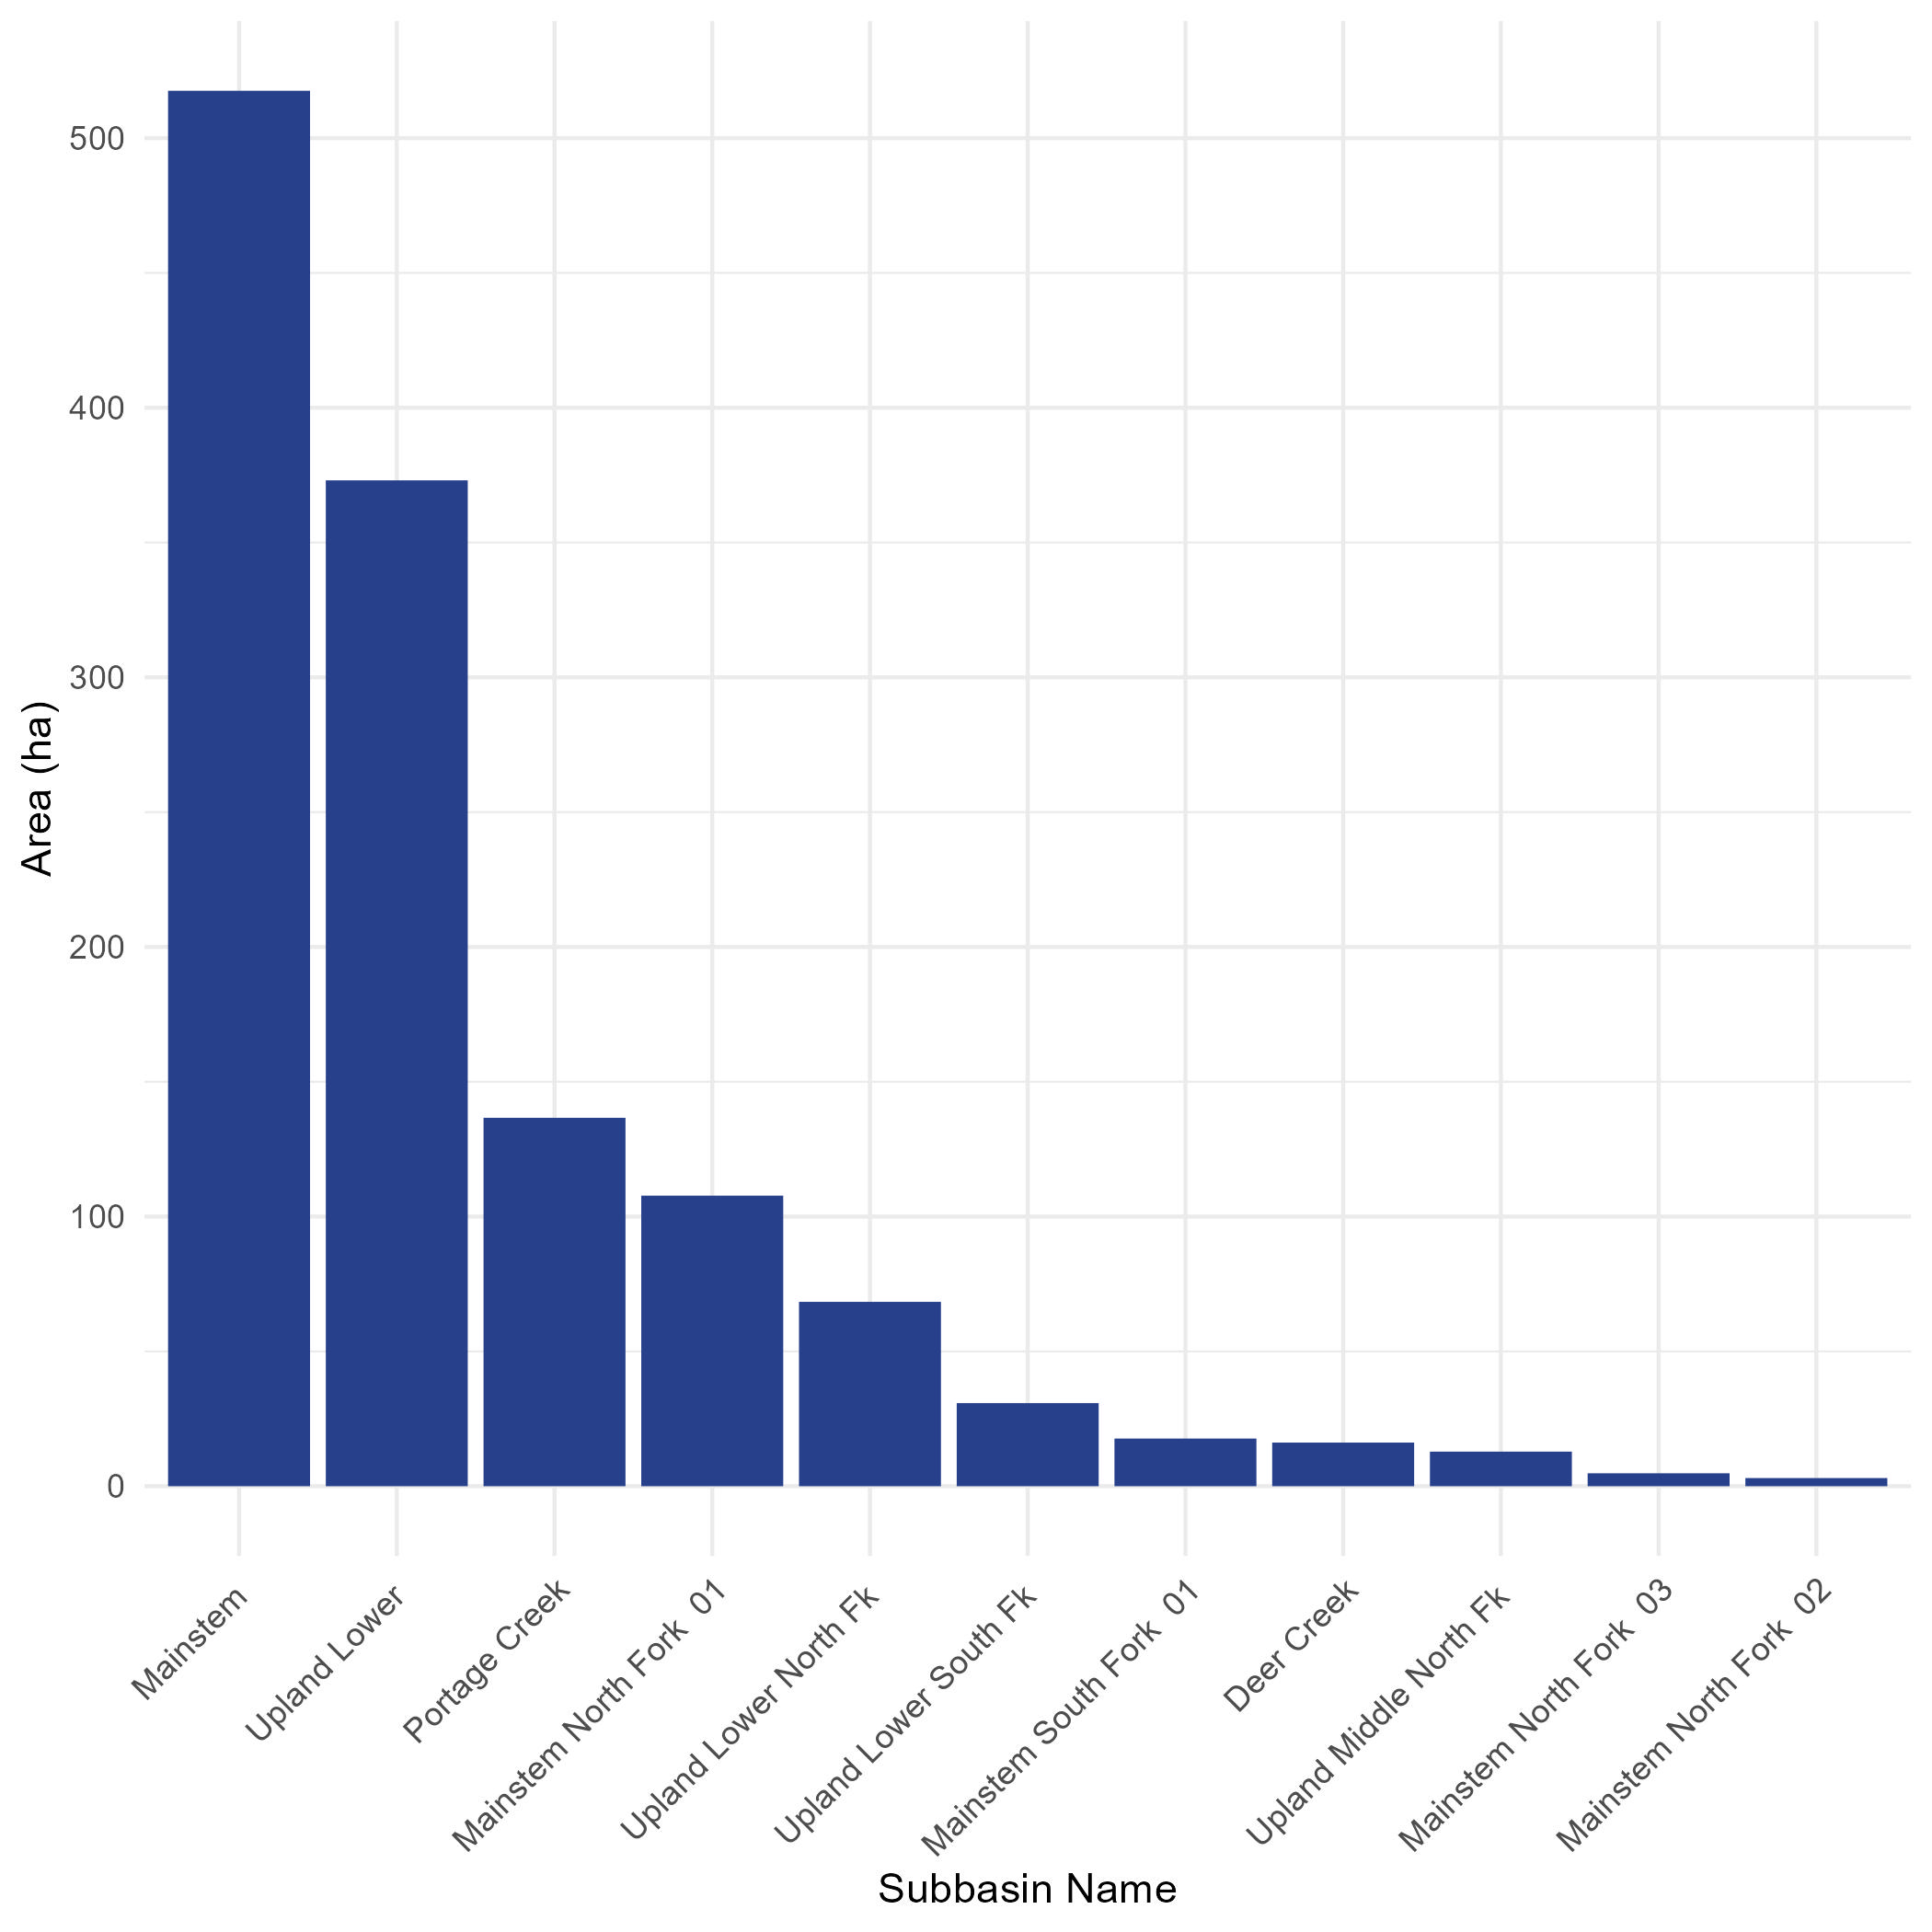 500
400
300
200
100
0
Area (ha)
Mainstem
Upland Lower
Portage Creek
Mainstem North Fork  01
Upland Lower North Fk
Upland Lower South Fk
Mainstem South Fork  01
Deer Creek
Upland Middle North Fk
Mainstem North Fork  03
Mainstem North Fork  02
Subbasin Name